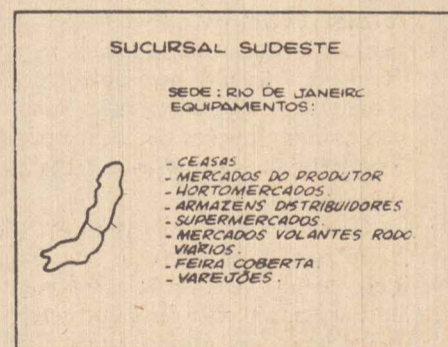 SUCURSAL SUDESTE
SEDE: RIO DE JANEIRO
EQUIPAMENTOS:
- CEASAS
- MERCADOS DO PRODUTOR
- HORTOMERCADOS.
- ARMAZENS DISTRIBUIDORES
- SUPERMERCADOS.
- MERCADOS VOLANTES RODO
VIÁRIOS.
- FEIRA COBERTA.
- VAREJÕES.